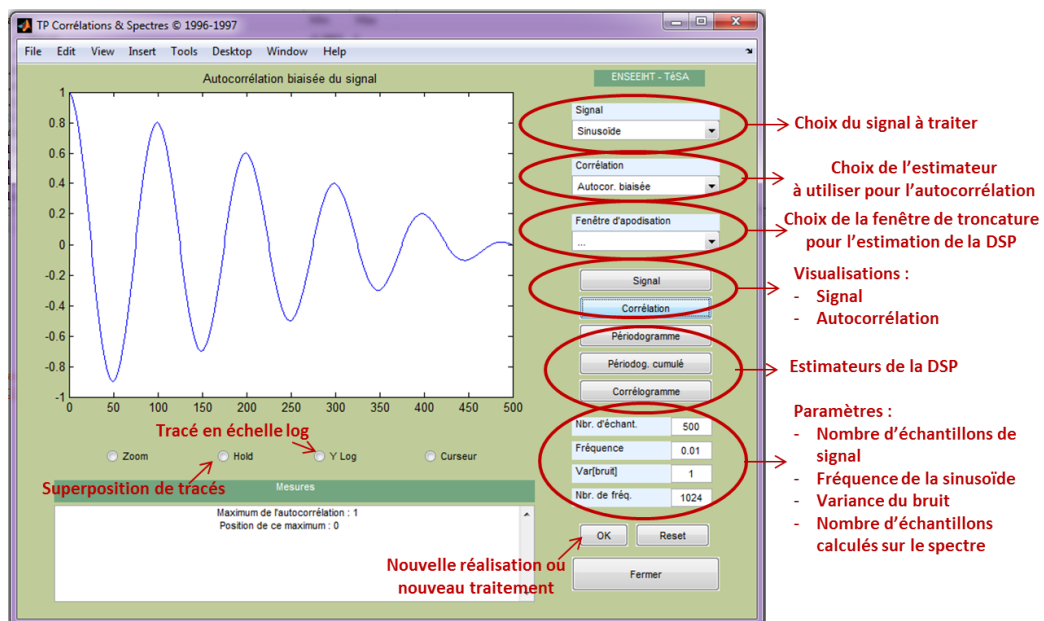 TP Corrélations & Spectres © 1996-1997
File Edit View Insert Tools Desktop Window Help
Autocorrélation biaisée du signal
1
0.8
0.6
0.4
0.2
0
-0.2
-0.4
-0.6
-0.8
-1
0 50 100 150 200 250 300 350 400 450 500
Tracé en échelle log
Zoom Hold Y Log Curseur
Superposition de tracés
Mesures
Maximum de l'autocorrélation : 1
Position de ce maximum : 0
ENSEEIHT - TéSA
Signal
Sinusoïde
Choix du signal à traiter
Corrélation
Autocor. biaisée
Choix de l'estimateur
à utiliser pour l'autocorrélation
Fenêtre d'apodisation
...
Choix de la fenêtre de troncature
pour l'estimation de la DSP
Signal
Corrélation
Visualisations :
- Signal
- Autocorrélation
Périodogramme
Périodog. cumulé
Corrélogramme
Estimateurs de la DSP
Nbr. d'échant. 500
Fréquence 0.01
Var[bruit] 1
Nbr. de fréq. 1024
Paramètres :
- Nombre d'échantillons de
signal
- Fréquence de la sinusoïde
- Variance du bruit
- Nombre d'échantillons
calculés sur le spectre
OK Reset
Nouvelle réalisation ou
nouveau traitement
Fermer